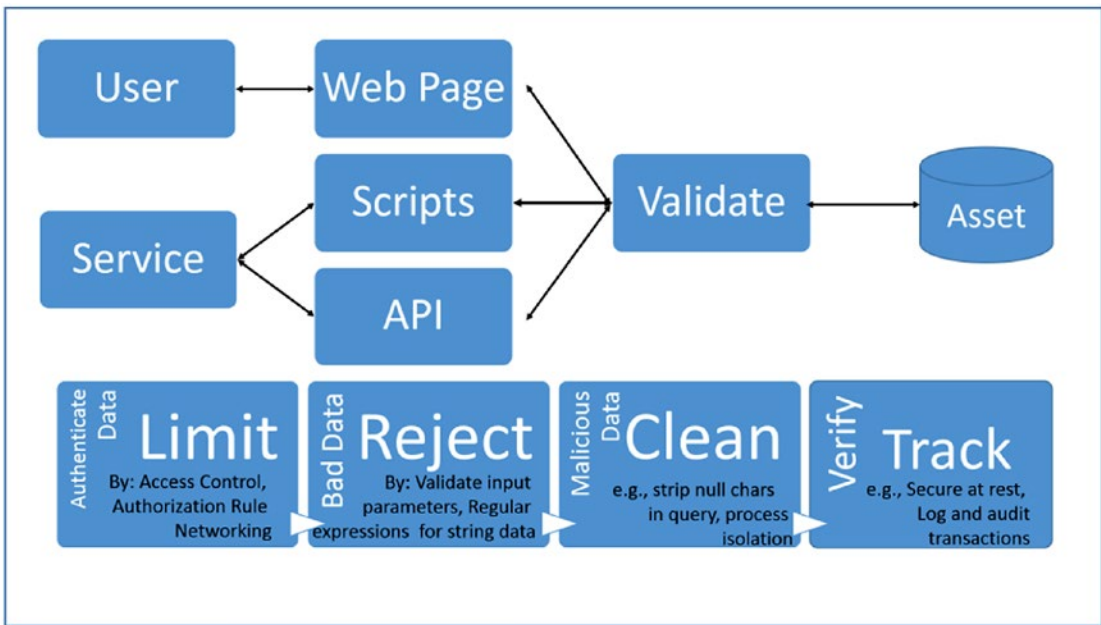 User
Web Page
Scripts
Validate
Asset
Service
API
Authenticate
Data
Limit
By: Access Control,
Authorization Rule
Networking
Bad Data
Reject
By: Validate input
parameters, Regular
expressions for string data
Malicious
Data
Clean
e.g., strip null chars
in query, process
isolation
Verify
Track
e.g., Secure at rest,
Log and audit
transactions